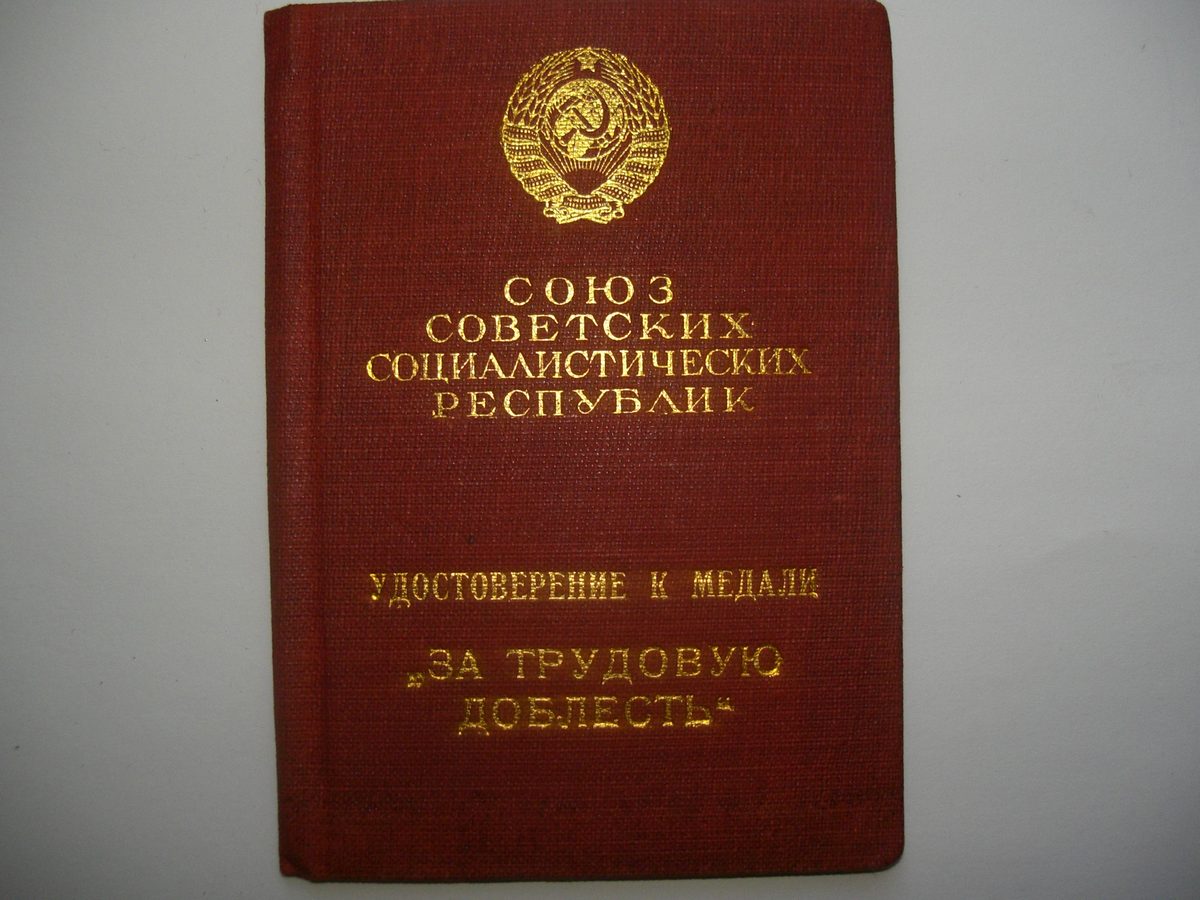 СОЮЗ
СОВЕТСКИХ
СОЦИАЛИСТИЧЕСКИХ
РЕСПУБЛИК
УДОСТОВЕРЕНИЕ К МЕДАЛИ
„ЗА ТРУДОВУЮ
ДОБЛЕСТЬ“